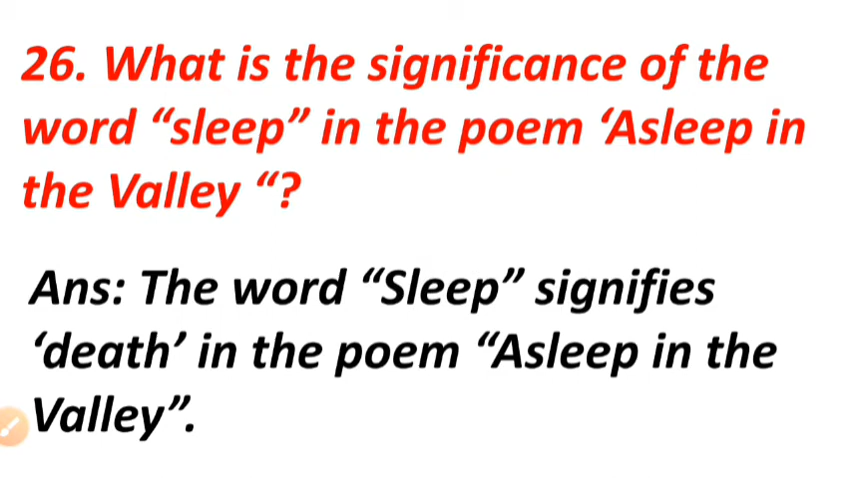 26. What is the significance of the
word “sleep” in the poem ‘Asleep in
the Valley “?
Ans: The word “Sleep” signifies
‘death’ in the poem “Asleep in the
Valley”.